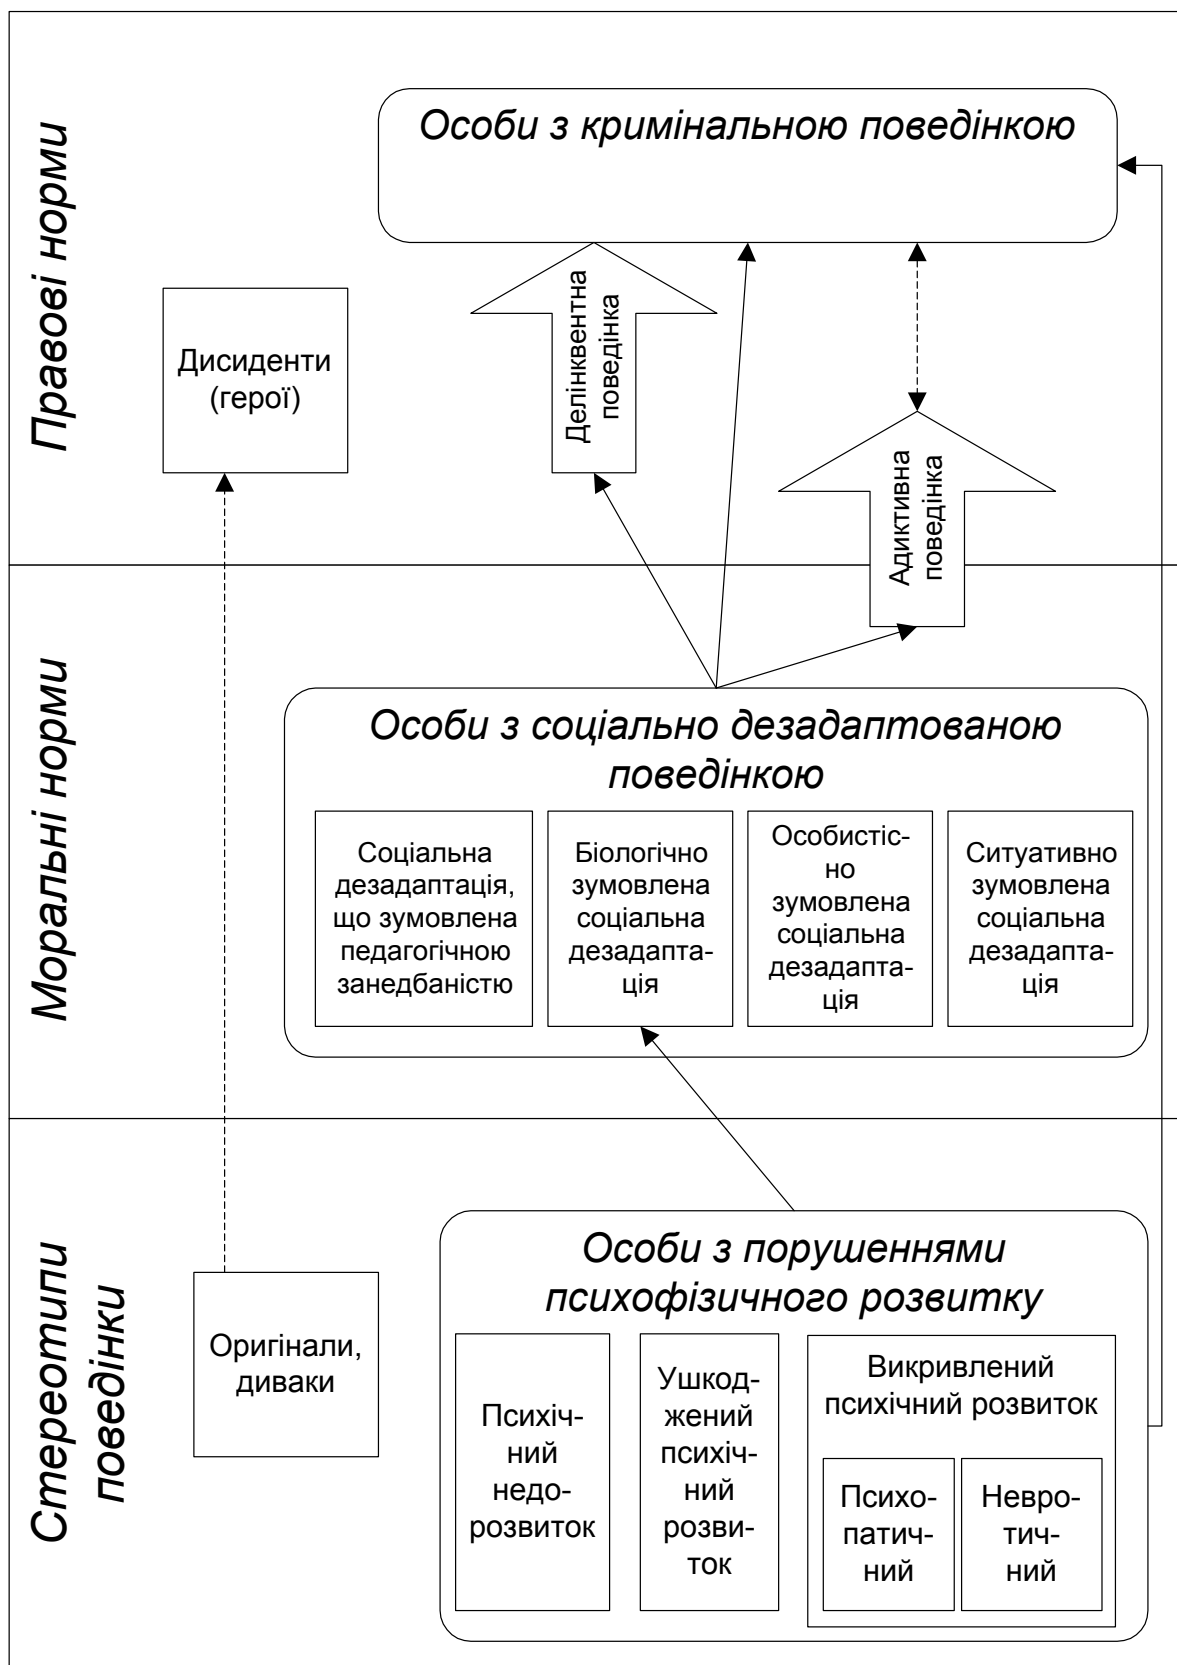 Правові норми
Особи з кримінальною поведінкою
Дисиденти
(герої)
Делінквентна
поведінка
Адиктивна
поведінка
Моральні норми
Особи з соціально дезадаптованою
поведінкою
Соціальна
дезадаптація,
що зумовлена
педагогічною
занедбаністю
Біологічно
зумовлена
соціальна
дезадапта-
ція
Особистіс-
но
зумовлена
соціальна
дезадапта-
ція
Ситуативно
зумовлена
соціальна
дезадапта-
ція
Стереотипи
поведінки
Оригінали,
диваки
Особи з порушеннями
психофізичного розвитку
Психіч-
ний
недо-
розвиток
Ушкод-
жений
психіч-
ний
розви-
ток
Викривлений
психічний розвиток
Психо-
патич-
ний
Невро-
тич-
ний